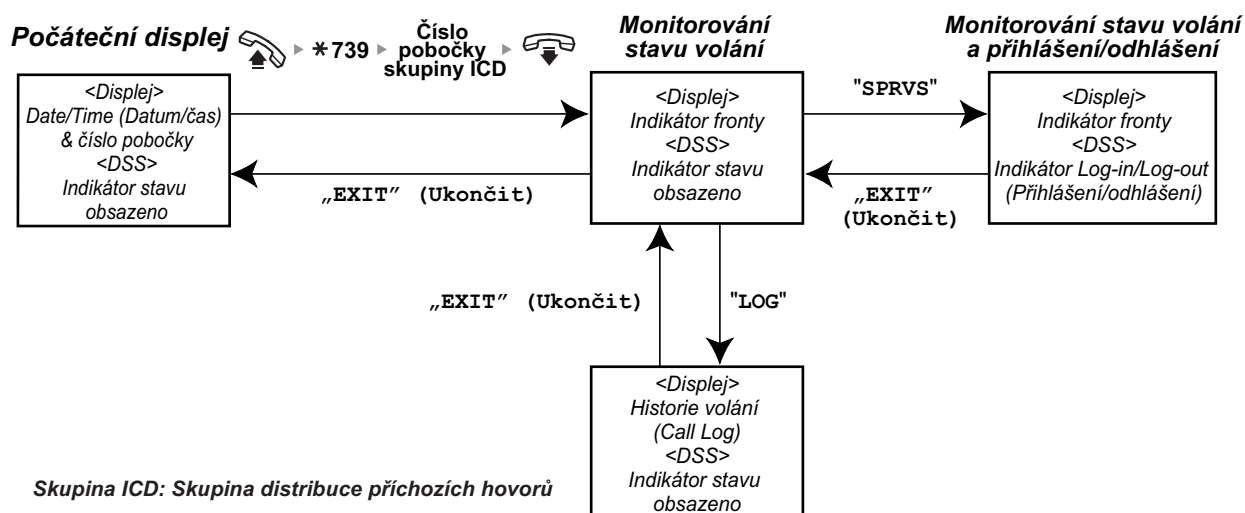 Počáteční displej
*739
Číslo
pobočky
skupiny ICD
Monitorování
stavu volání
Monitorování stavu volání
a přihlášení/odhlášení
<Displej>
Date/Time (Datum/čas)
& číslo pobočky
<DSS>
Indikátor stavu
obsazeno
<Displej>
Indikátor fronty
<DSS>
Indikátor stavu
obsazeno
"SPRVS"
<Displej>
Indikátor fronty
<DSS>
Indikátor Log-in/Log-out
(Přihlášení/odhlášení)
„EXIT" (Ukončit)
„EXIT"
(Ukončit)
„EXIT" (Ukončit)
"LOG"
<Displej>
Historie volání
(Call Log)
<DSS>
Indikátor stavu
obsazeno
Skupina ICD: Skupina distribuce příchozích hovorů